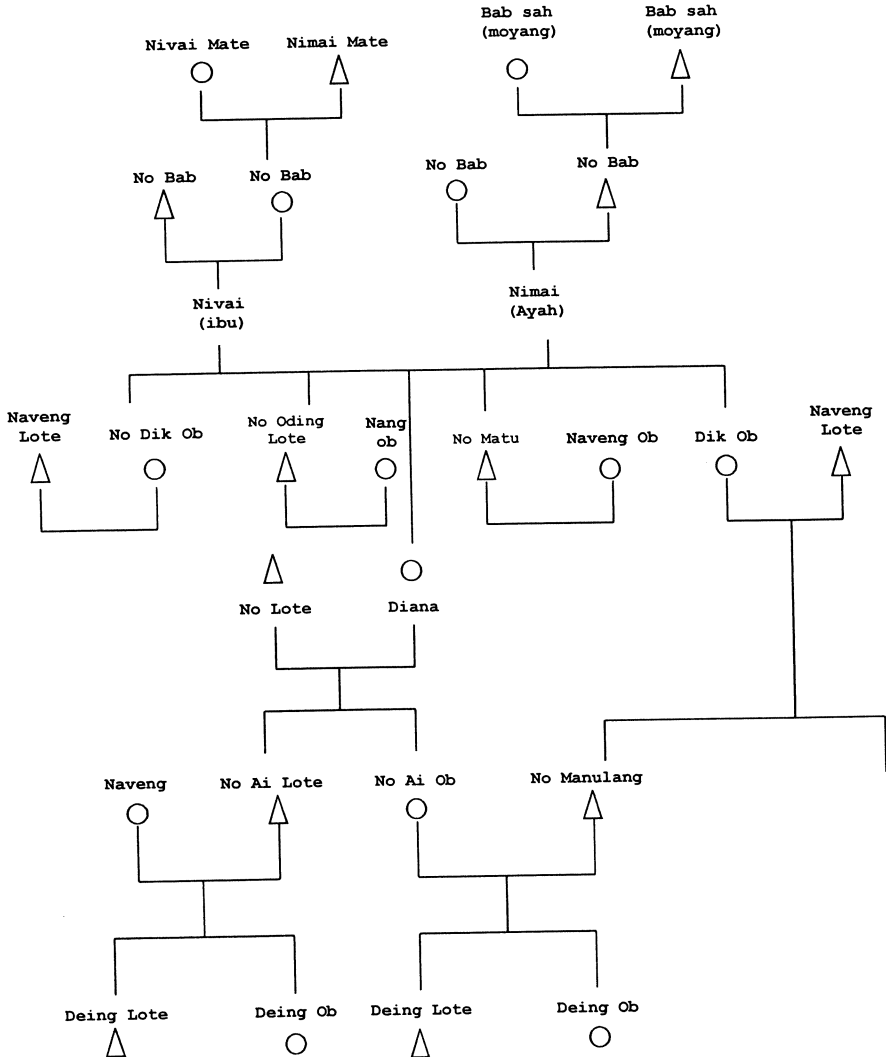 Bab sah
(moyang)
Bab sah
(moyang)
Nivai Mate
Nimai Mate
No Bab
No Bab
No Bab
No Bab
Nivai
(ibu)
Nimai
(Ayah)
Naveng
Lote
No Dik Ob
No Oding
Lote
Nang
ob
No Matu
Naveng Ob
Dik Ob
Naveng
Lote
No Lote
Diana
Naveng
No Ai Lote
No Ai Ob
No Manulang
Deing Lote
Deing Ob
Deing Lote
Deing Ob